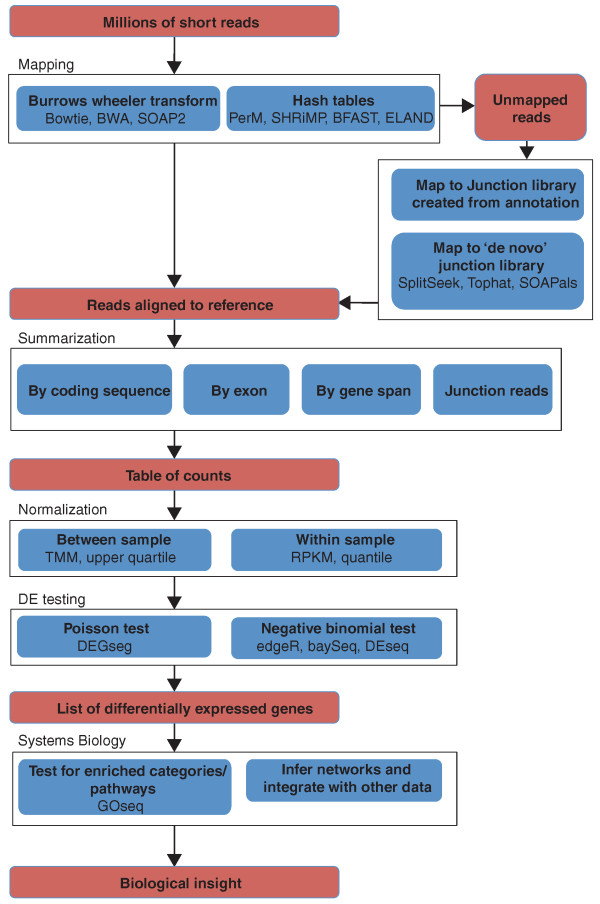 Millions of short reads
Mapping
Burrows wheeler transform
Bowtie, BWA, SOAP2
Hash tables
PerM, SHRiMP, BFAST, ELAND
Unmapped
reads
Map to Junction library
created from annotation
Map to ‘de novo’
junction library
SplitSeek, Tophat, SOAPals
Reads aligned to reference
Summarization
By coding sequence
By exon
By gene span
Junction reads
Table of counts
Normalization
Between sample
TMM, upper quartile
Within sample
RPKM, quantile
DE testing
Poisson test
DEGseg
Negative binomial test
edgeR, baySeq, DEseq
List of differentially expressed genes
Systems Biology
Test for enriched categories/
pathways
GOseq
Infer networks and
integrate with other data
Biological insight